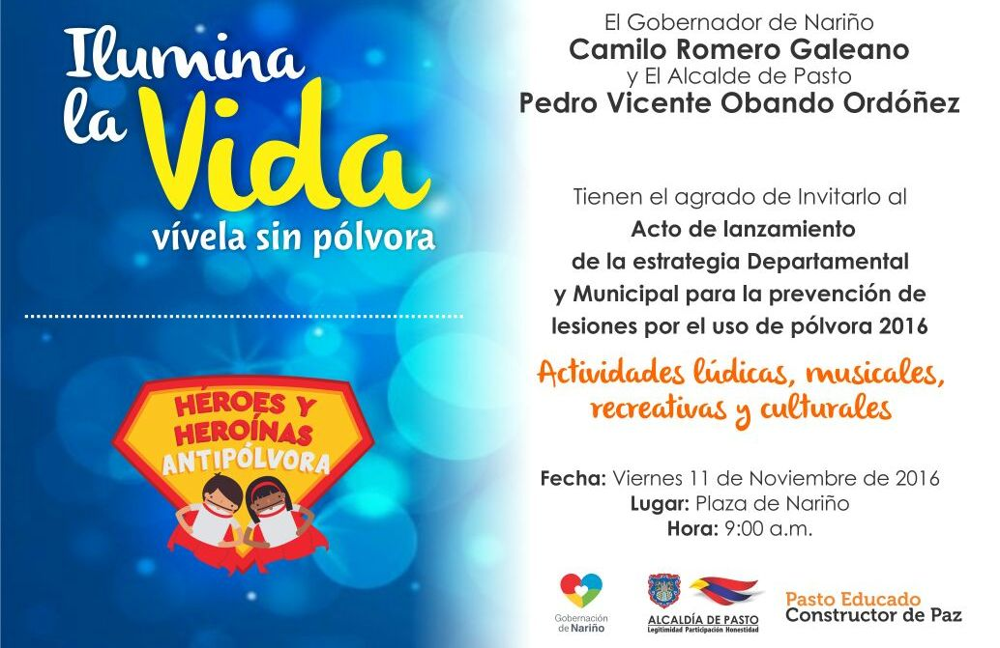 Ilumina
la Vida
vívela sin pólvora
HÉROES Y
HEROÍNAS
ANTIPÓLVORA
El Gobernador de Nariño
Camilo Romero Galeano
y El Alcalde de Pasto
Pedro Vicente Obando Ordóñez
Tienen el agrado de Invitarlo al
Acto de lanzamiento
de la estrategia Departamental
y Municipal para la prevención de
lesiones por el uso de pólvora 2016
Actividades lúdicas, musicales,
recreativas y culturales
Fecha: Viernes 11 de Noviembre de 2016
Lugar: Plaza de Nariño
Hora: 9:00 a.m.
Gobernación
de Nariño
ALCALDÍA DE PASTO
Legitimidad Participación Honestidad
Pasto Educado
Constructor de Paz